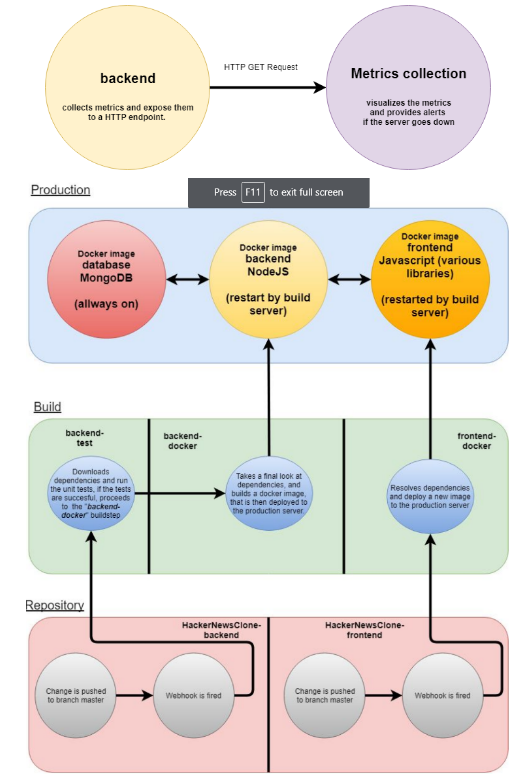 backend
collects metrics and expose them
to a HTTP endpoint.
HTTP GET Request
Metrics collection
visualizes the metrics
and provides alerts
if the server goes down
Production
Press F11 to exit full screen
Docker image
database
MongoDB
(allways on)
Docker image
backend
NodeJS
(restart by build
server)
Docker image
frontend
Javascript (various
libraries)
(restarted by build
server)
Build
backend-
test
Downloads
dependencies and run
the unit tests, if the tests
are succesful, proceeds
to the "backend-
docker" buildstep
backend-
docker
Takes a final look at
dependencies, and
builds a docker image,
that is then deployed to
the production server.
frontend-
docker
Resolves dependencies
and deploy a new image
to the production server
Repository
HackerNewsClone-
backend
Change is pushed
to branch master
Webhook is fired
HackerNewsClone-
frontend
Change is pushed
to branch master
Webhook is fired